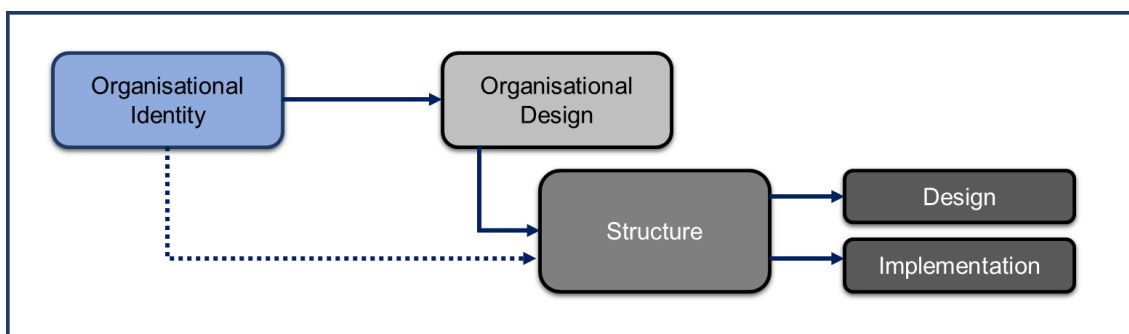 Organisational
Identity
Organisational
Design
Structure
Design
Implementation